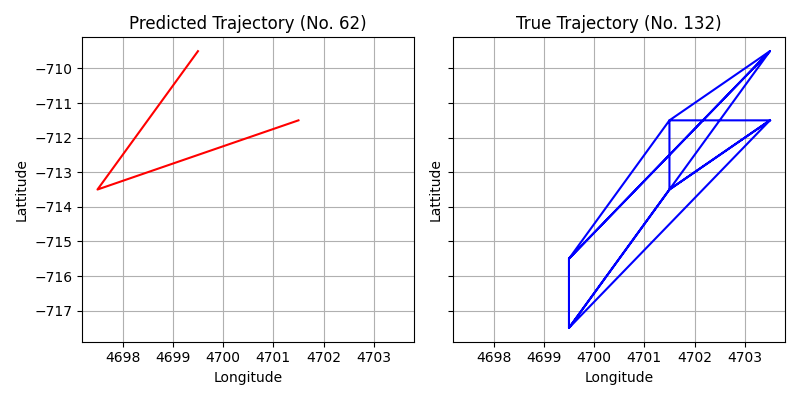 Predicted Trajectory (No. 62)
True Trajectory (No. 132)
Lattitude
−710
−711
−712
−713
−714
−715
−716
−717
4698 4699 4700 4701 4702 4703
Longitude
Lattitude
4698 4699 4700 4701 4702 4703
Longitude